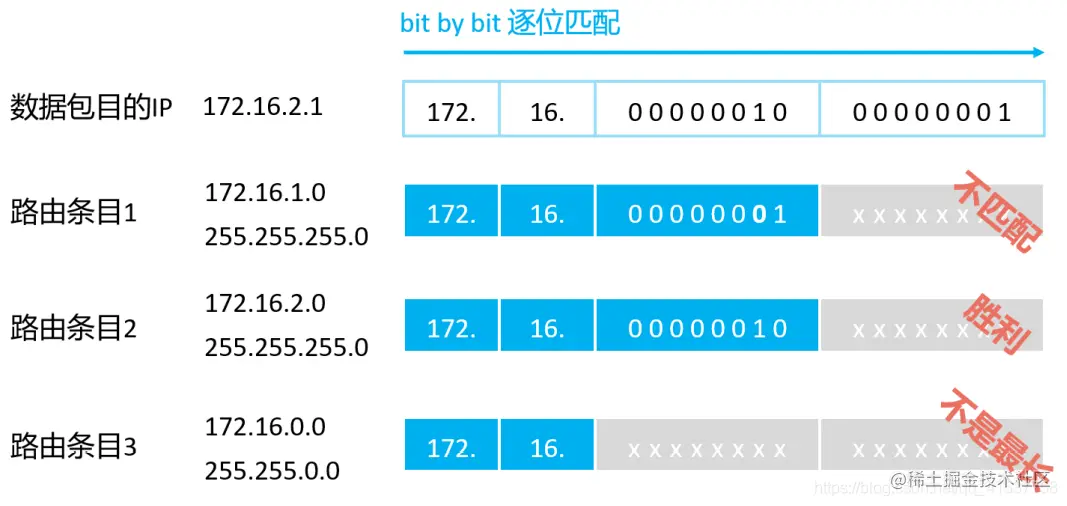 bit by bit 逐位匹配
数据包目的IP 172.16.2.1 172. 16. 0 0 0 0 0 0 1 0 0 0 0 0 0 0 0 1
路由条目1 172.16.1.0 255.255.255.0 172. 16. 0 0 0 0 0 0 0 1 x x x x x x 不匹配
路由条目2 172.16.2.0 255.255.255.0 172. 16. 0 0 0 0 0 0 1 0 x x x x x x 胜利
路由条目3 172.16.0.0 255.255.0.0 172. 16. x x x x x x x x x x x x x x 不是最长
@稀土掘金技术社区